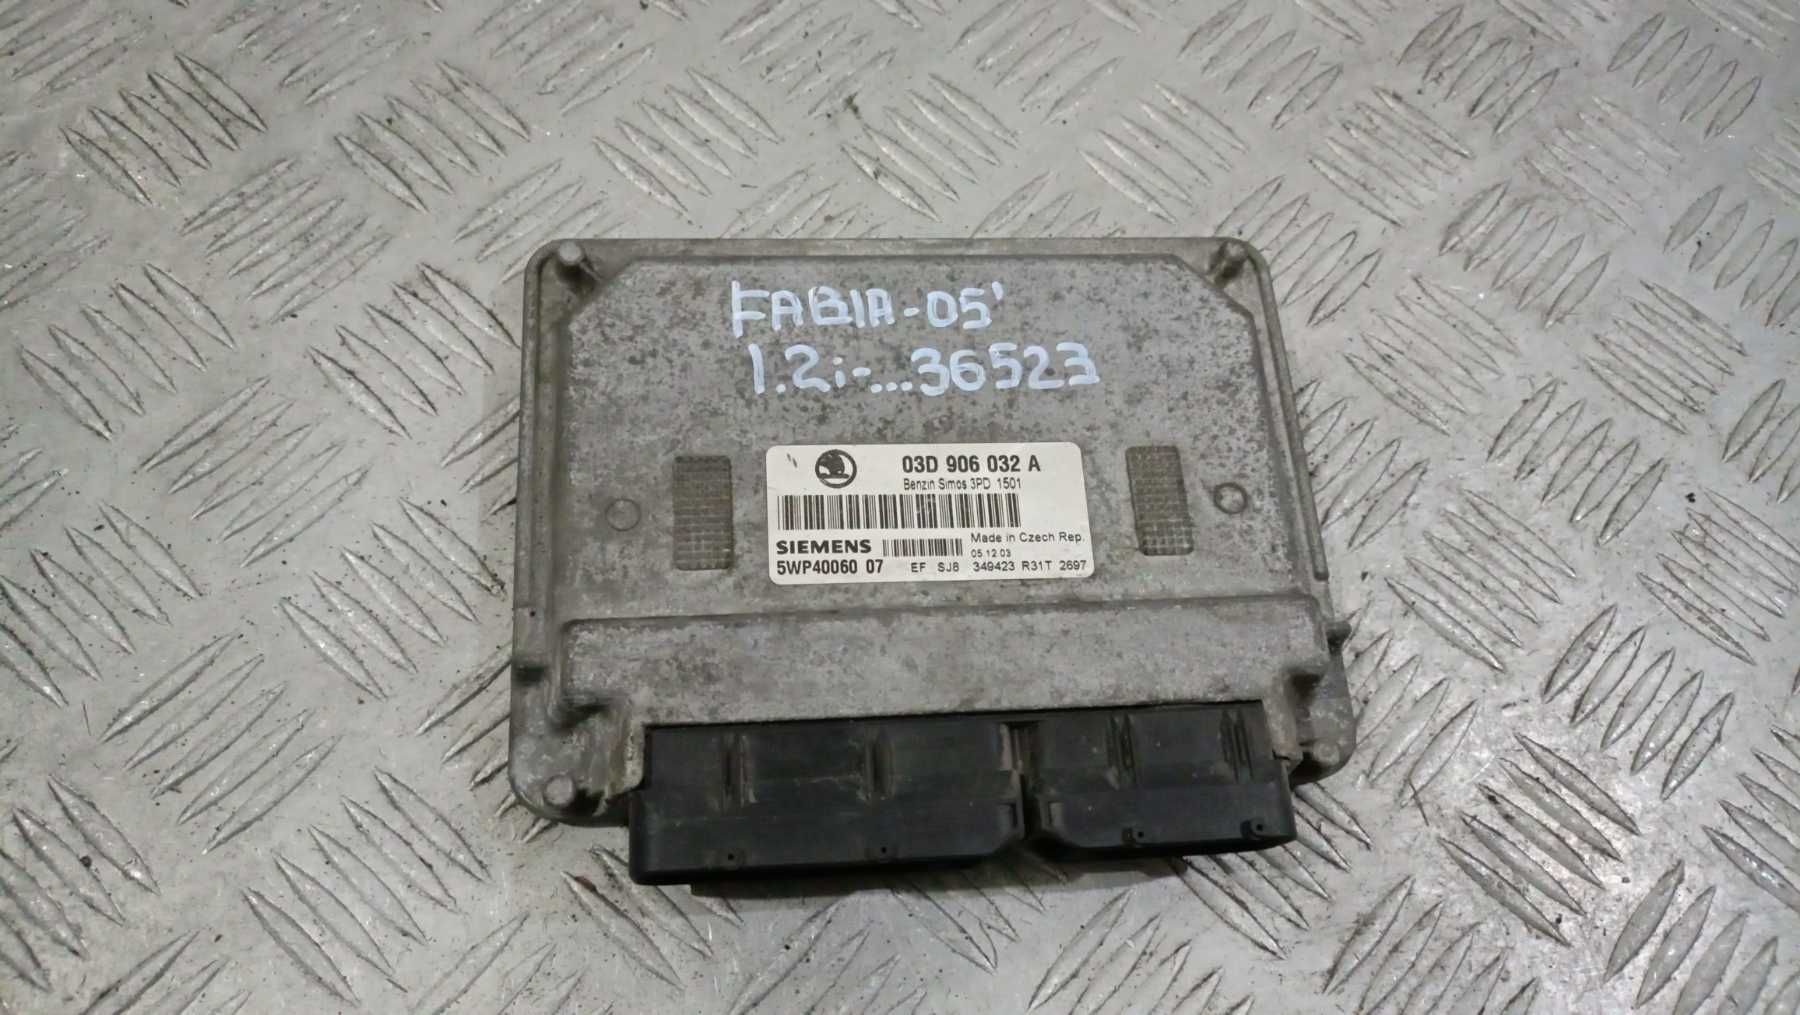 FABIA-05'
1.2i-...36523
03D 906 032 A
Benzin Simos 3PD 1501
SIEMENS
Made in Czech Rep.
05.12.03
5WP40060 07
EF SJ8 349423 R31T 2697